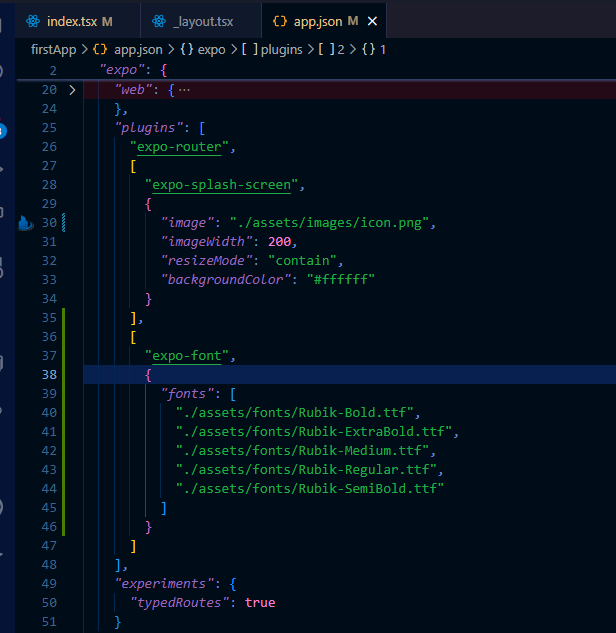 index.tsx M
_layout.tsx
{} app.json M ×
firstApp > {} app.json > {} expo > [ ] plugins > [ ] 2 > {} 1
2 "expo": {
20 > "web": { ···
24 },
25 "plugins": [
26 "expo-router",
27 [
28 "expo-splash-screen",
29 {
30 "image": "./assets/images/icon.png",
31 "imageWidth": 200,
32 "resizeMode": "contain",
33 "backgroundColor": "#ffffff"
34 }
35 ],
36 [
37 "expo-font",
38 {
39 "fonts": [
40 "./assets/fonts/Rubik-Bold.ttf",
41 "./assets/fonts/Rubik-ExtraBold.ttf",
42 "./assets/fonts/Rubik-Medium.ttf",
43 "./assets/fonts/Rubik-Regular.ttf",
44 "./assets/fonts/Rubik-SemiBold.ttf"
45 ]
46 }
47 ]
48 ],
49 "experiments": {
50 "typedRoutes": true
51 }